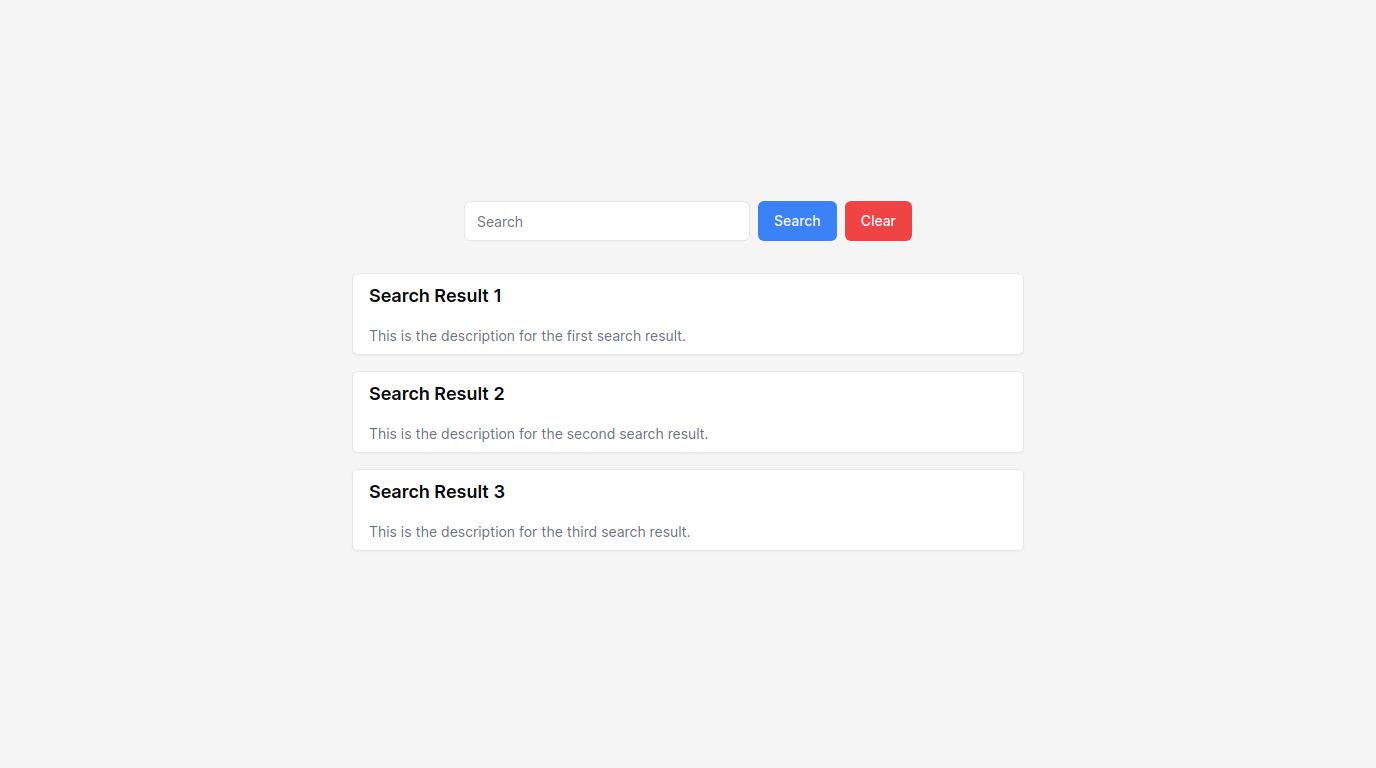 Search Search Clear
Search Result 1
This is the description for the first search result.
Search Result 2
This is the description for the second search result.
Search Result 3
This is the description for the third search result.